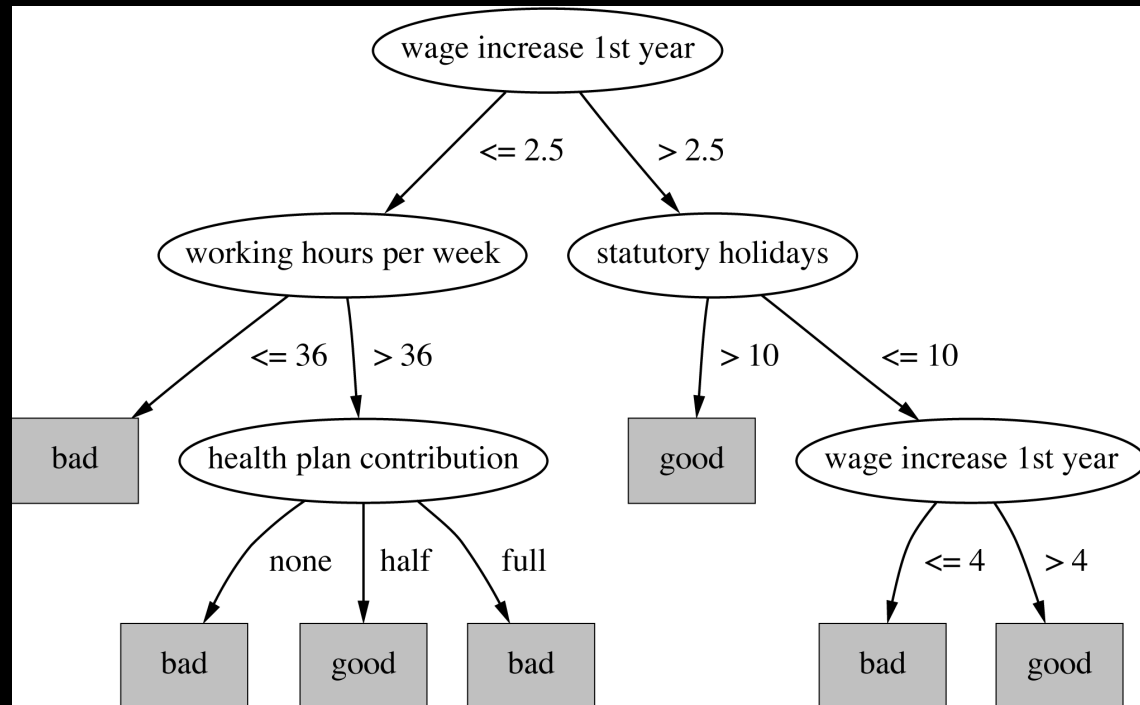 wage increase 1st year
<= 2.5
> 2.5
working hours per week
statutory holidays
<= 36
> 36
> 10
<= 10
bad
health plan contribution
good
wage increase 1st year
none
half
full
<= 4
> 4
bad
good
bad
bad
good